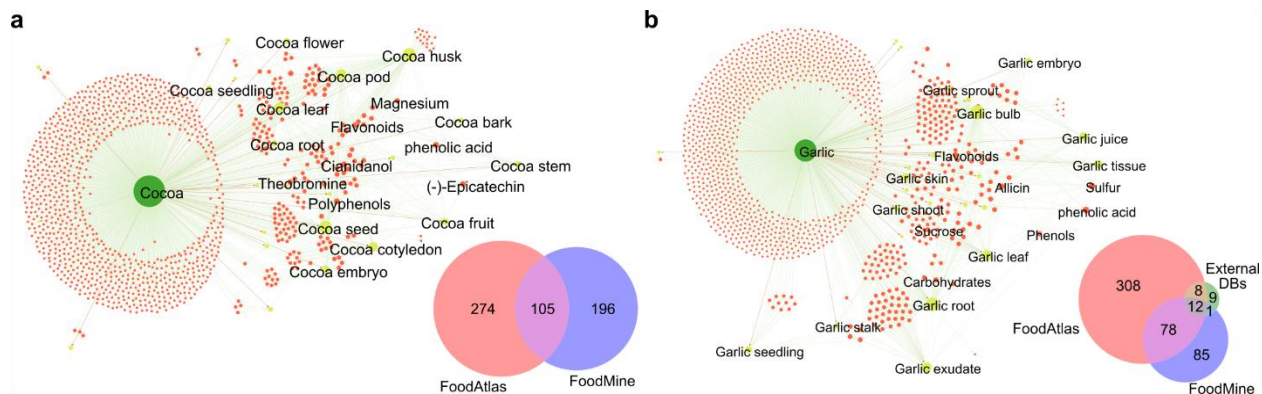 a
Cocoa flower
Cocoa husk
Cocoa pod
Cocoa seedling
Magnesium
Cocoa leaf
Cocoa bark
Flavonoids
Cocoa root
phenolic acid
Cianidanol
Cocoa stem
Theobromine
(-)-Epicatechin
Cocoa
Polyphenols
Cocoa fruit
Cocoa seed
Cocoa cotyledon
Cocoa embryo
274
105
196
FoodAtlas
FoodMine
b
Garlic embryo
Garlic sprout
Garlic bulb
Garlic juice
Garlic
Flavonoids
Garlic tissue
Garlic skin
Allicin
Sulfur
Garlic shoot
phenolic acid
Sucrose
Phenols
Garlic leaf
Carbohydrates
Garlic root
Garlic stalk
Garlic seedling
Garlic exudate
External
DBs
308
8
9
12
1
78
85
FoodAtlas
FoodMine